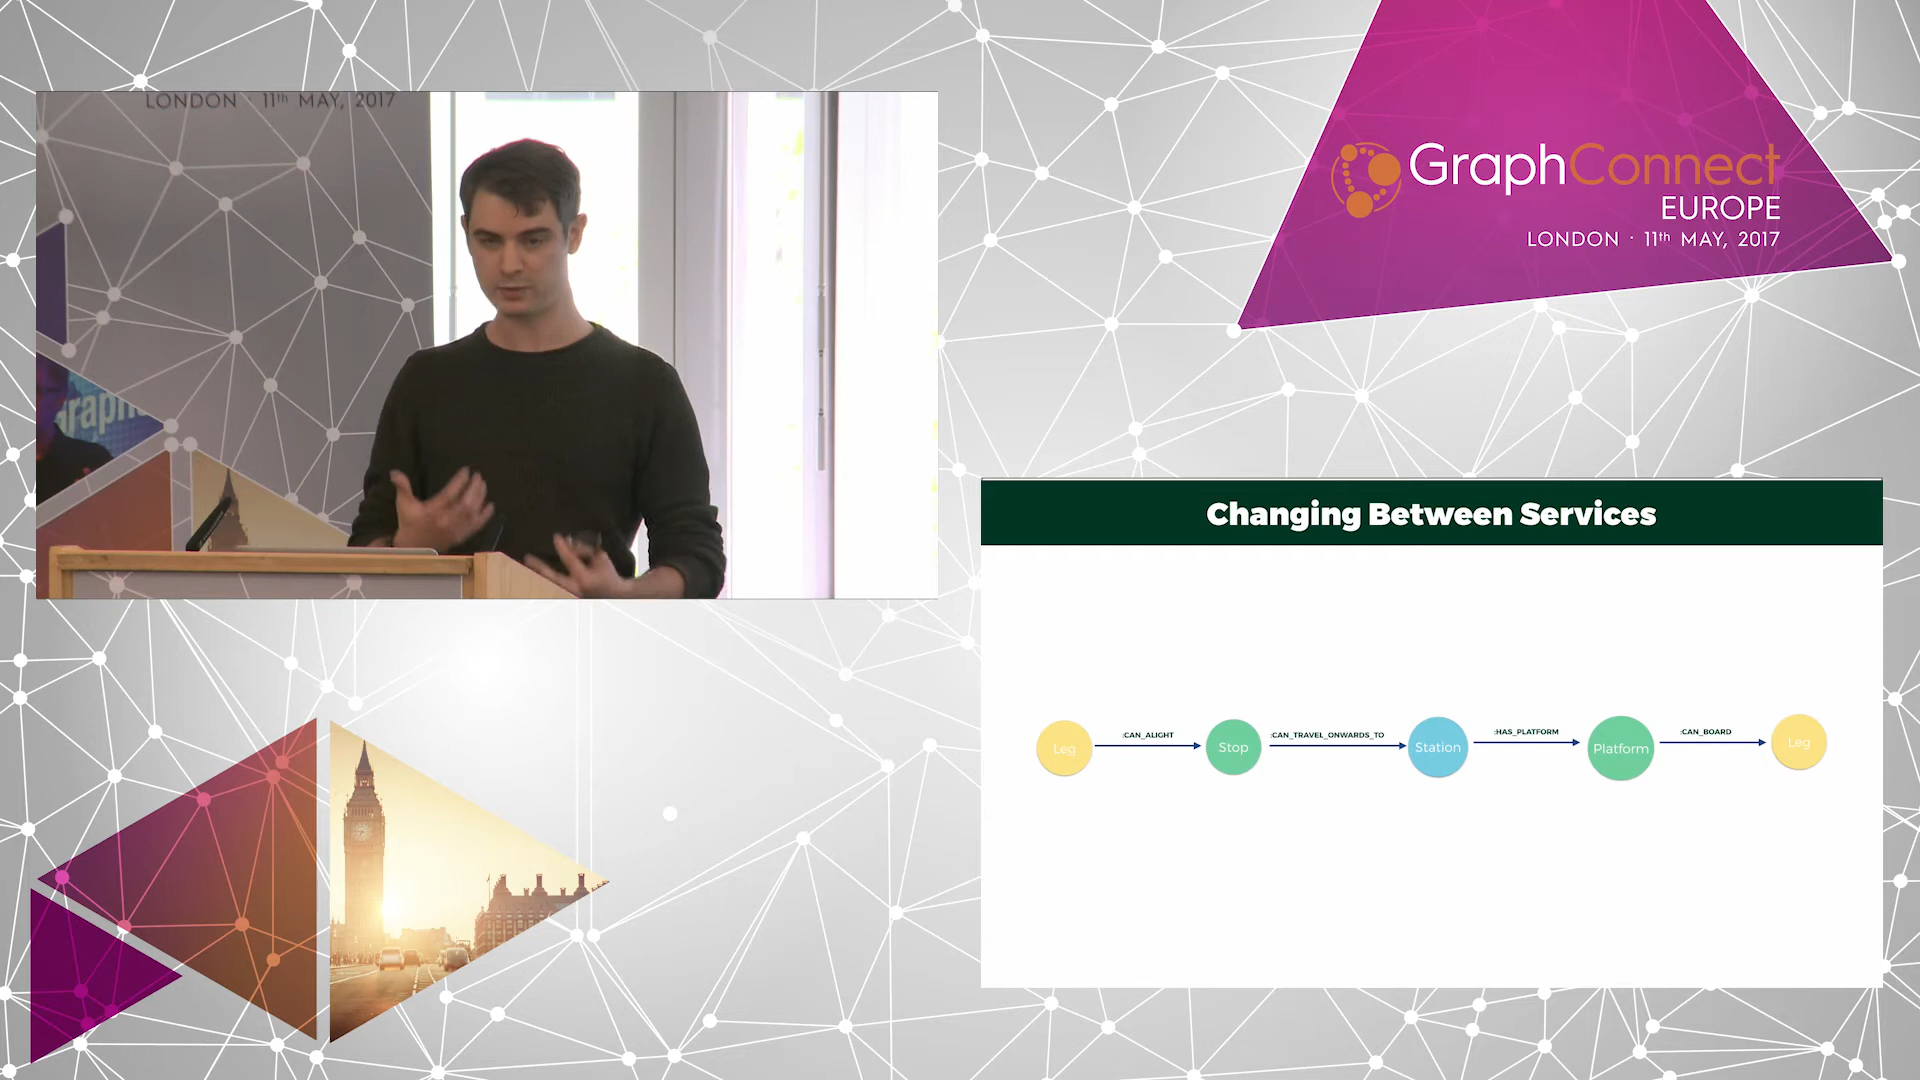 LONDON · 11th MAY, 2017
Graph
GraphConnect
EUROPE
LONDON · 11th MAY, 2017
Changing Between Services
:CAN_ALIGHT
:CAN_TRAVEL_ONWARDS_TO
:HAS_PLATFORM
:CAN_BOARD
Leg
Stop
Station
Platform
Leg